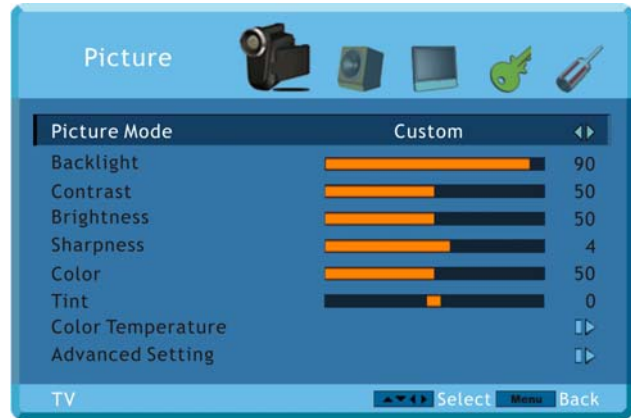 Picture
Picture Mode Custom
Backlight 90
Contrast 50
Brightness 50
Sharpness 4
Color 50
Tint 0
Color Temperature
Advanced Setting
TV Select Menu Back